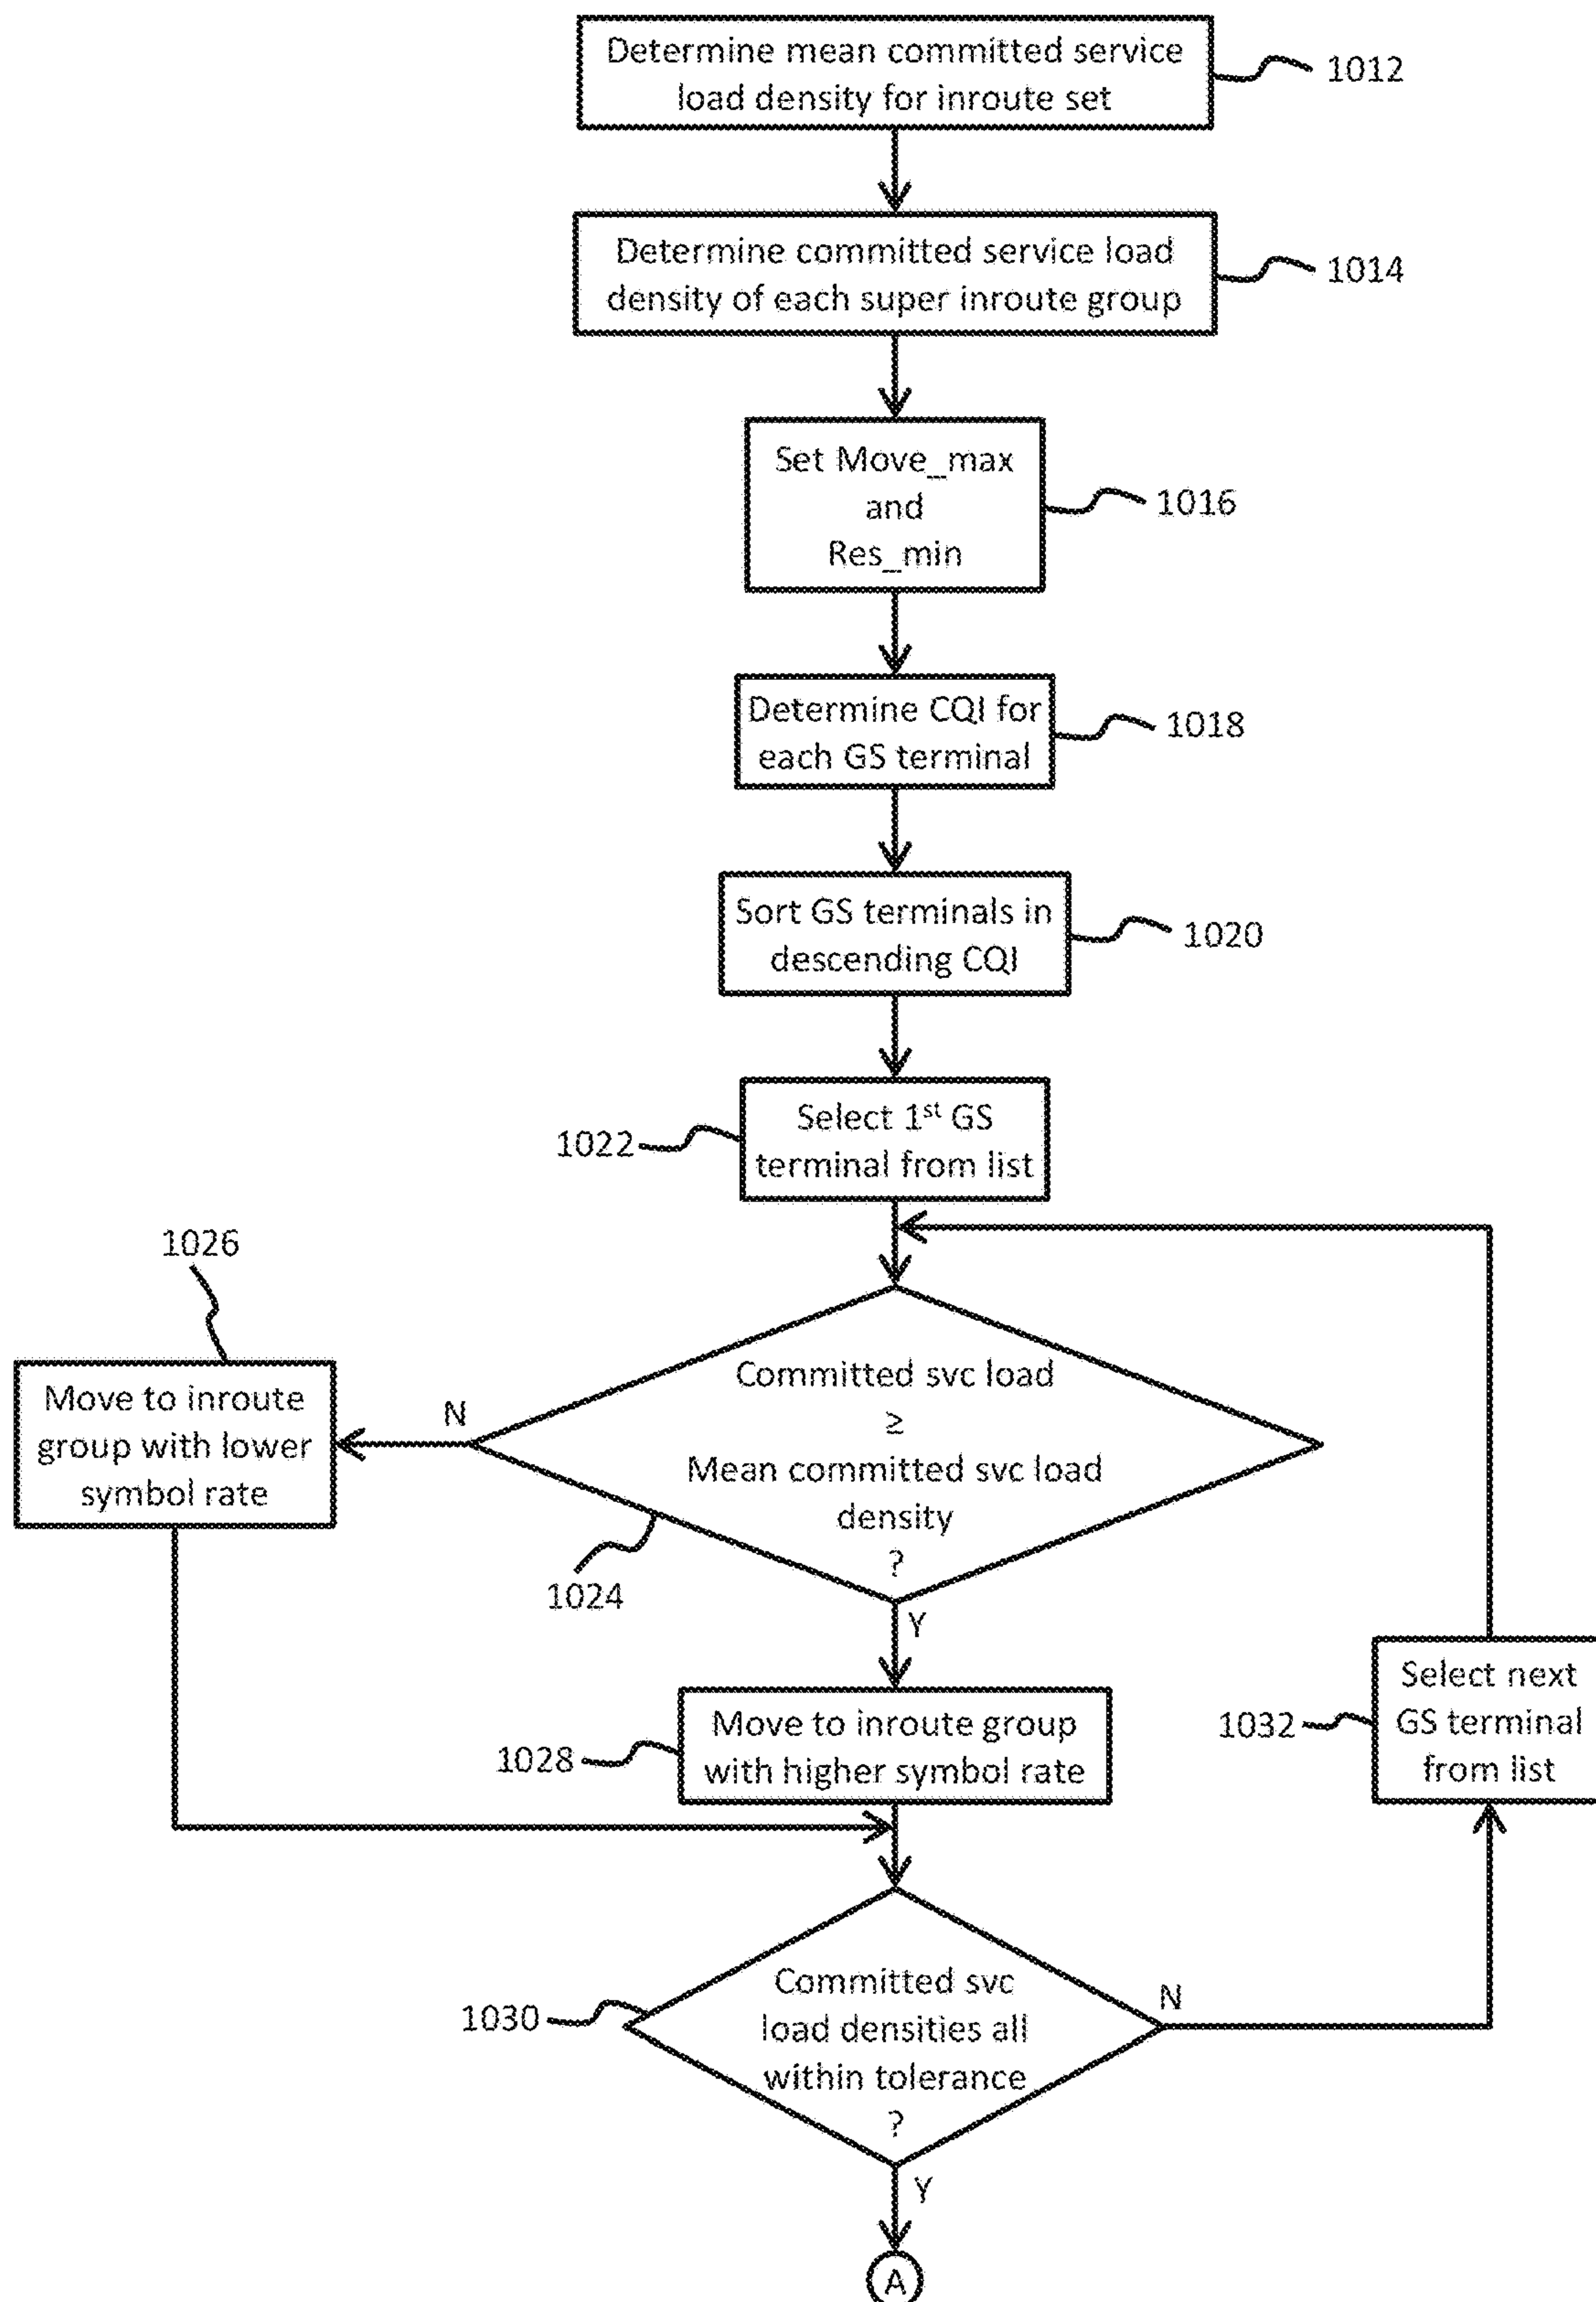 Determine mean committed service
load density for inroute set
1012
Determine committed service load
density of each super inroute group
1014
Set Move_max
and
Res_min
1016
Determine CQI for
each GS terminal
1018
Sort GS terminals in
descending CQI
1020
Select 1st GS
terminal from list
1022
1026
Move to inroute
group with lower
symbol rate
N
Committed svc load
≥
Mean committed svc load
density
?
1024
Y
Move to inroute group
with higher symbol rate
1028
Select next
GS terminal
from list
1032
Committed svc
load densities all
within tolerance
?
1030
N
Y
A